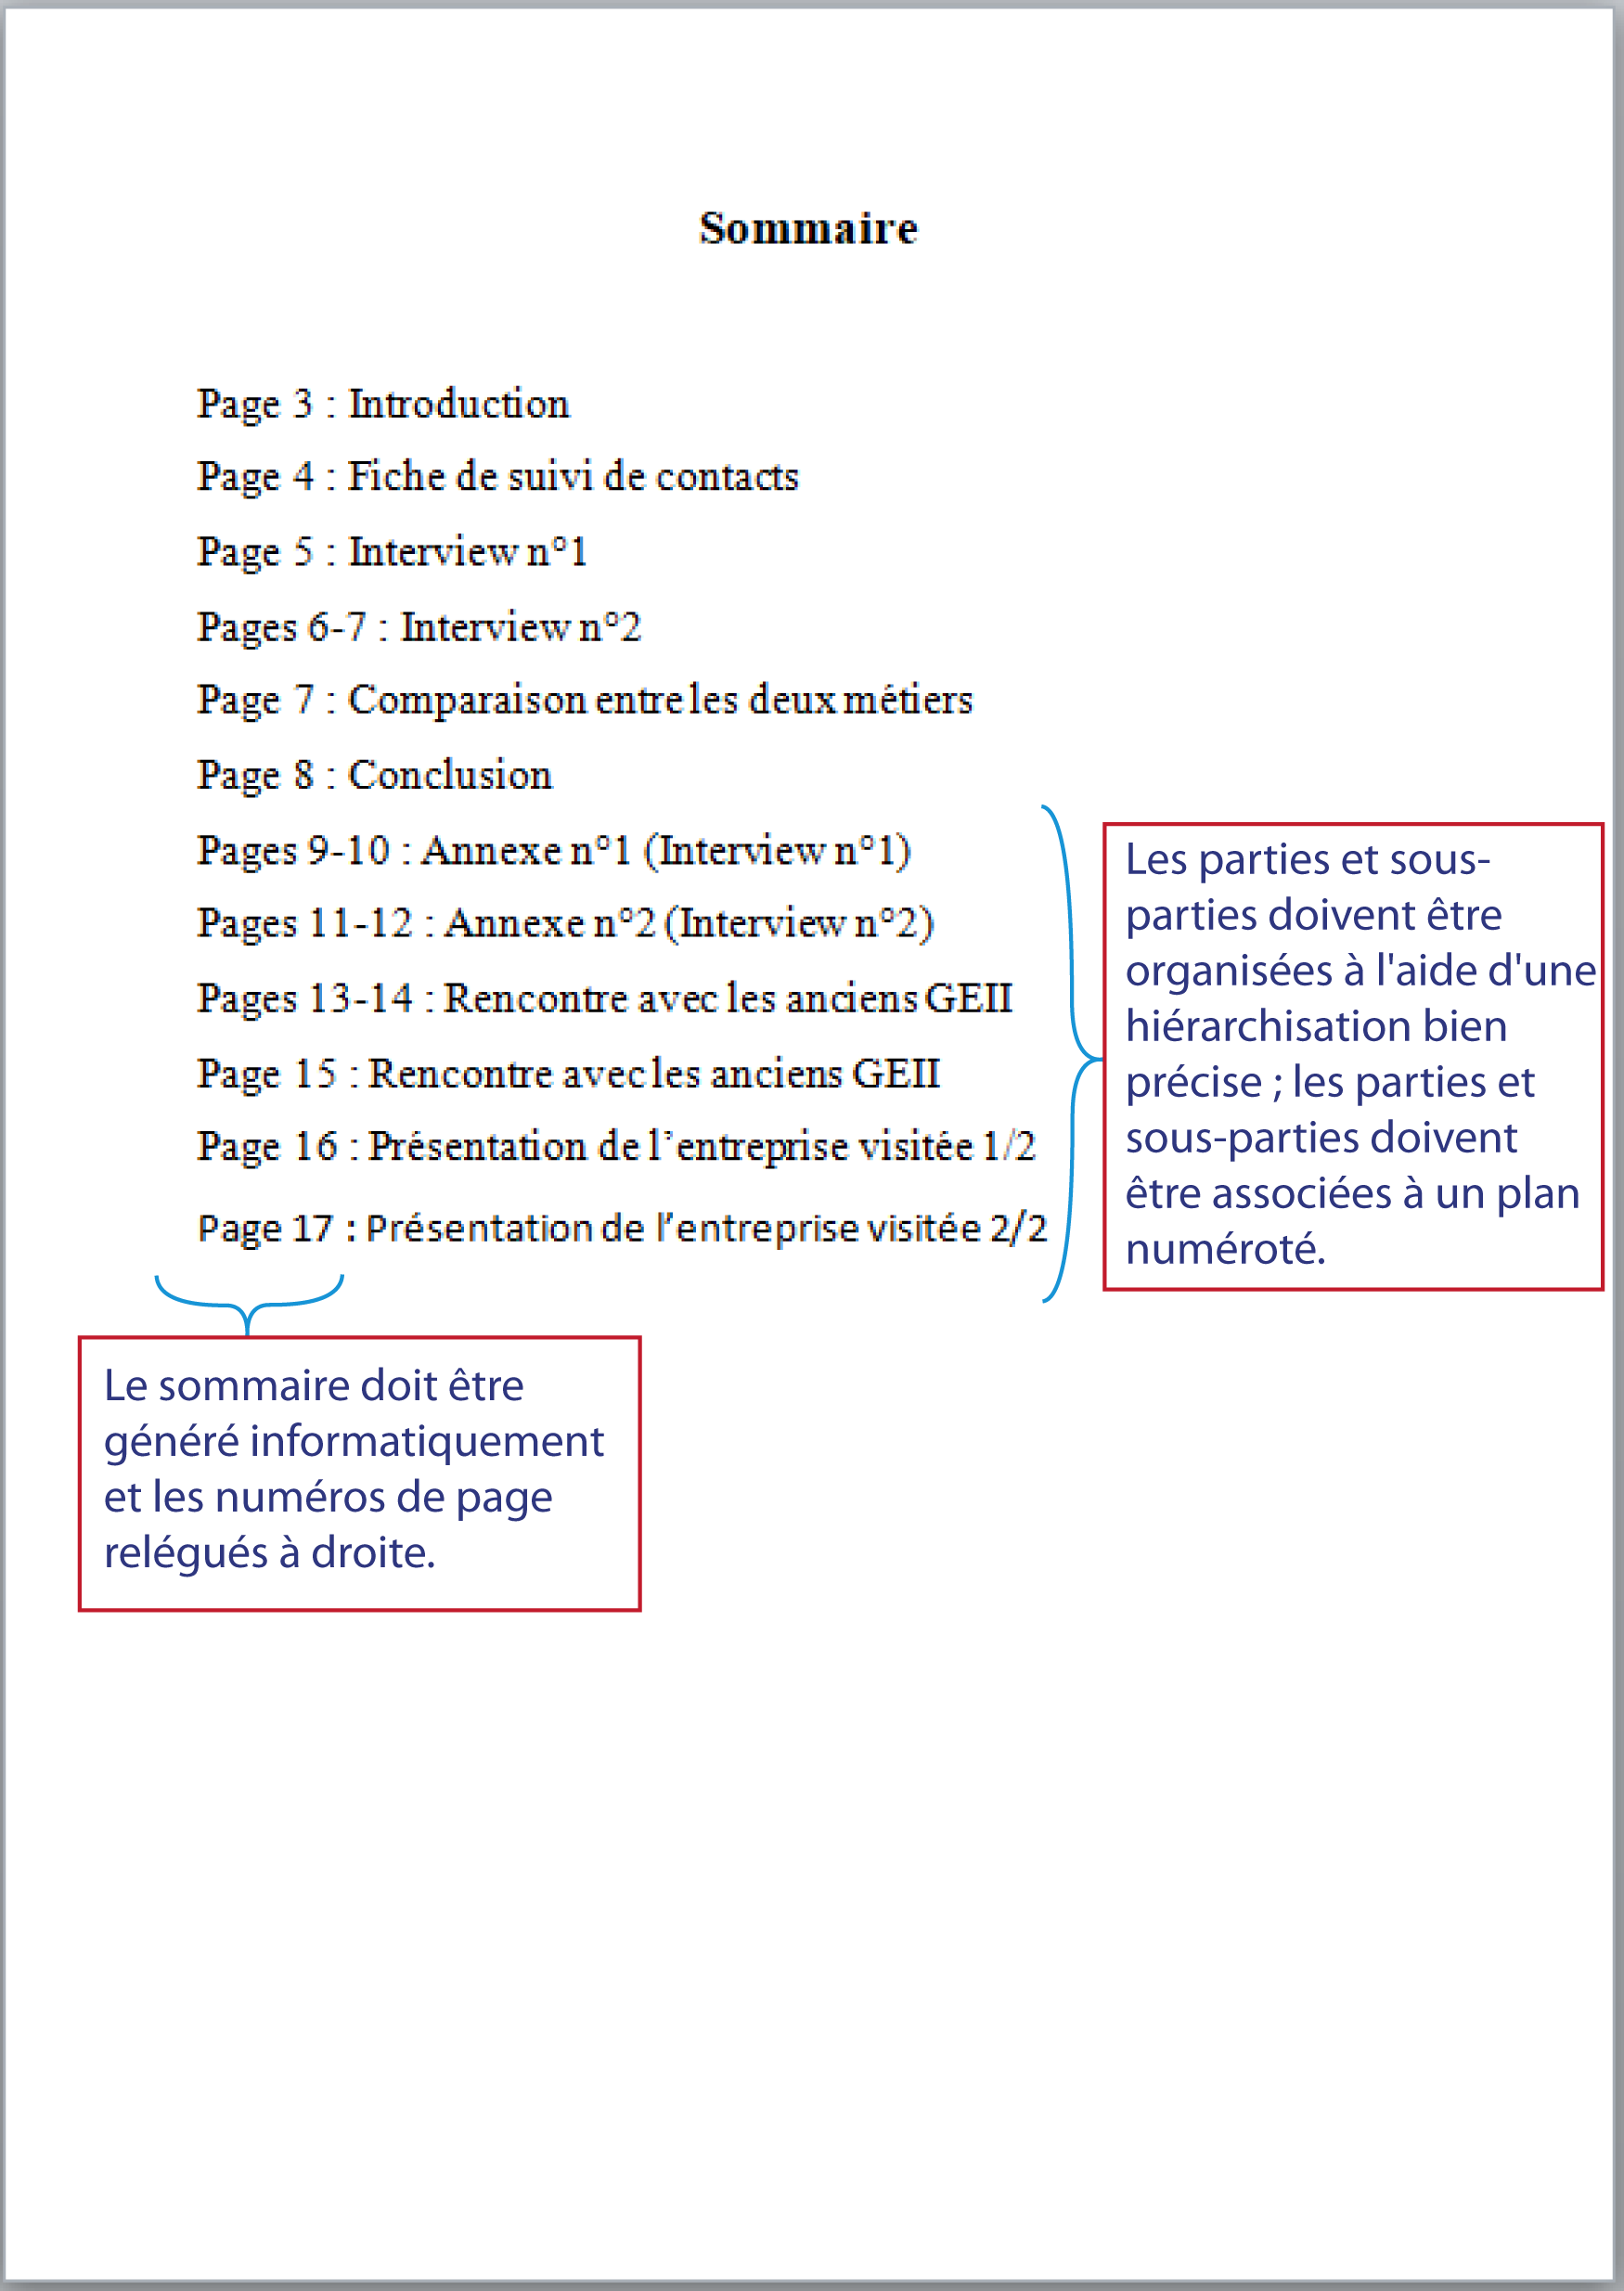 Sommaire
Page 3 : Introduction
Page 4 : Fiche de suivi de contacts
Page 5 : Interview n°1
Pages 6-7 : Interview n°2
Page 7 : Comparaison entre les deux métiers
Page 8 : Conclusion
Pages 9-10 : Annexe n°1 (Interview n°1)
Pages 11-12 : Annexe n°2 (Interview n°2)
Pages 13-14 : Rencontre avec les anciens GEII
Page 15 : Rencontre avec les anciens GEII
Page 16 : Présentation de l’entreprise visitée 1/2
Page 17 : Présentation de l’entreprise visitée 2/2
Les parties et sous-
parties doivent être
organisées à l'aide d'une
hiérarchisation bien
précise ; les parties et
sous-parties doivent
être associées à un plan
numéroté.
Le sommaire doit être
généré informatiquement
et les numéros de page
relégués à droite.